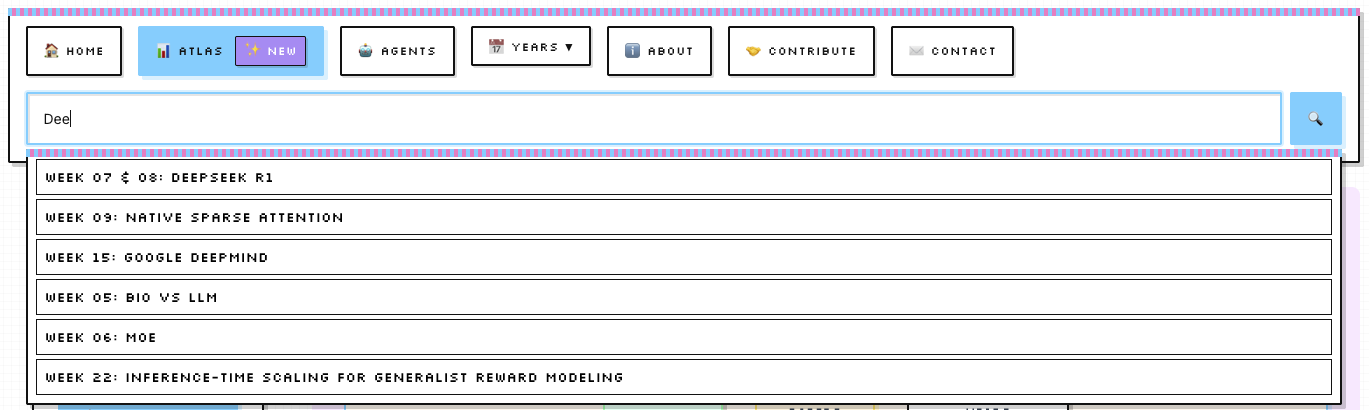 HOME ATLAS NEW AGENTS YEARS ▼ ABOUT CONTRIBUTE CONTACT
Dee
WEEK 07 & 08: DEEPSEEK R1
WEEK 09: NATIVE SPARSE ATTENTION
WEEK 15: GOOGLE DEEPMIND
WEEK 05: BIO VS LLM
WEEK 06: MOE
WEEK 22: INFERENCE-TIME SCALING FOR GENERALIST REWARD MODELING